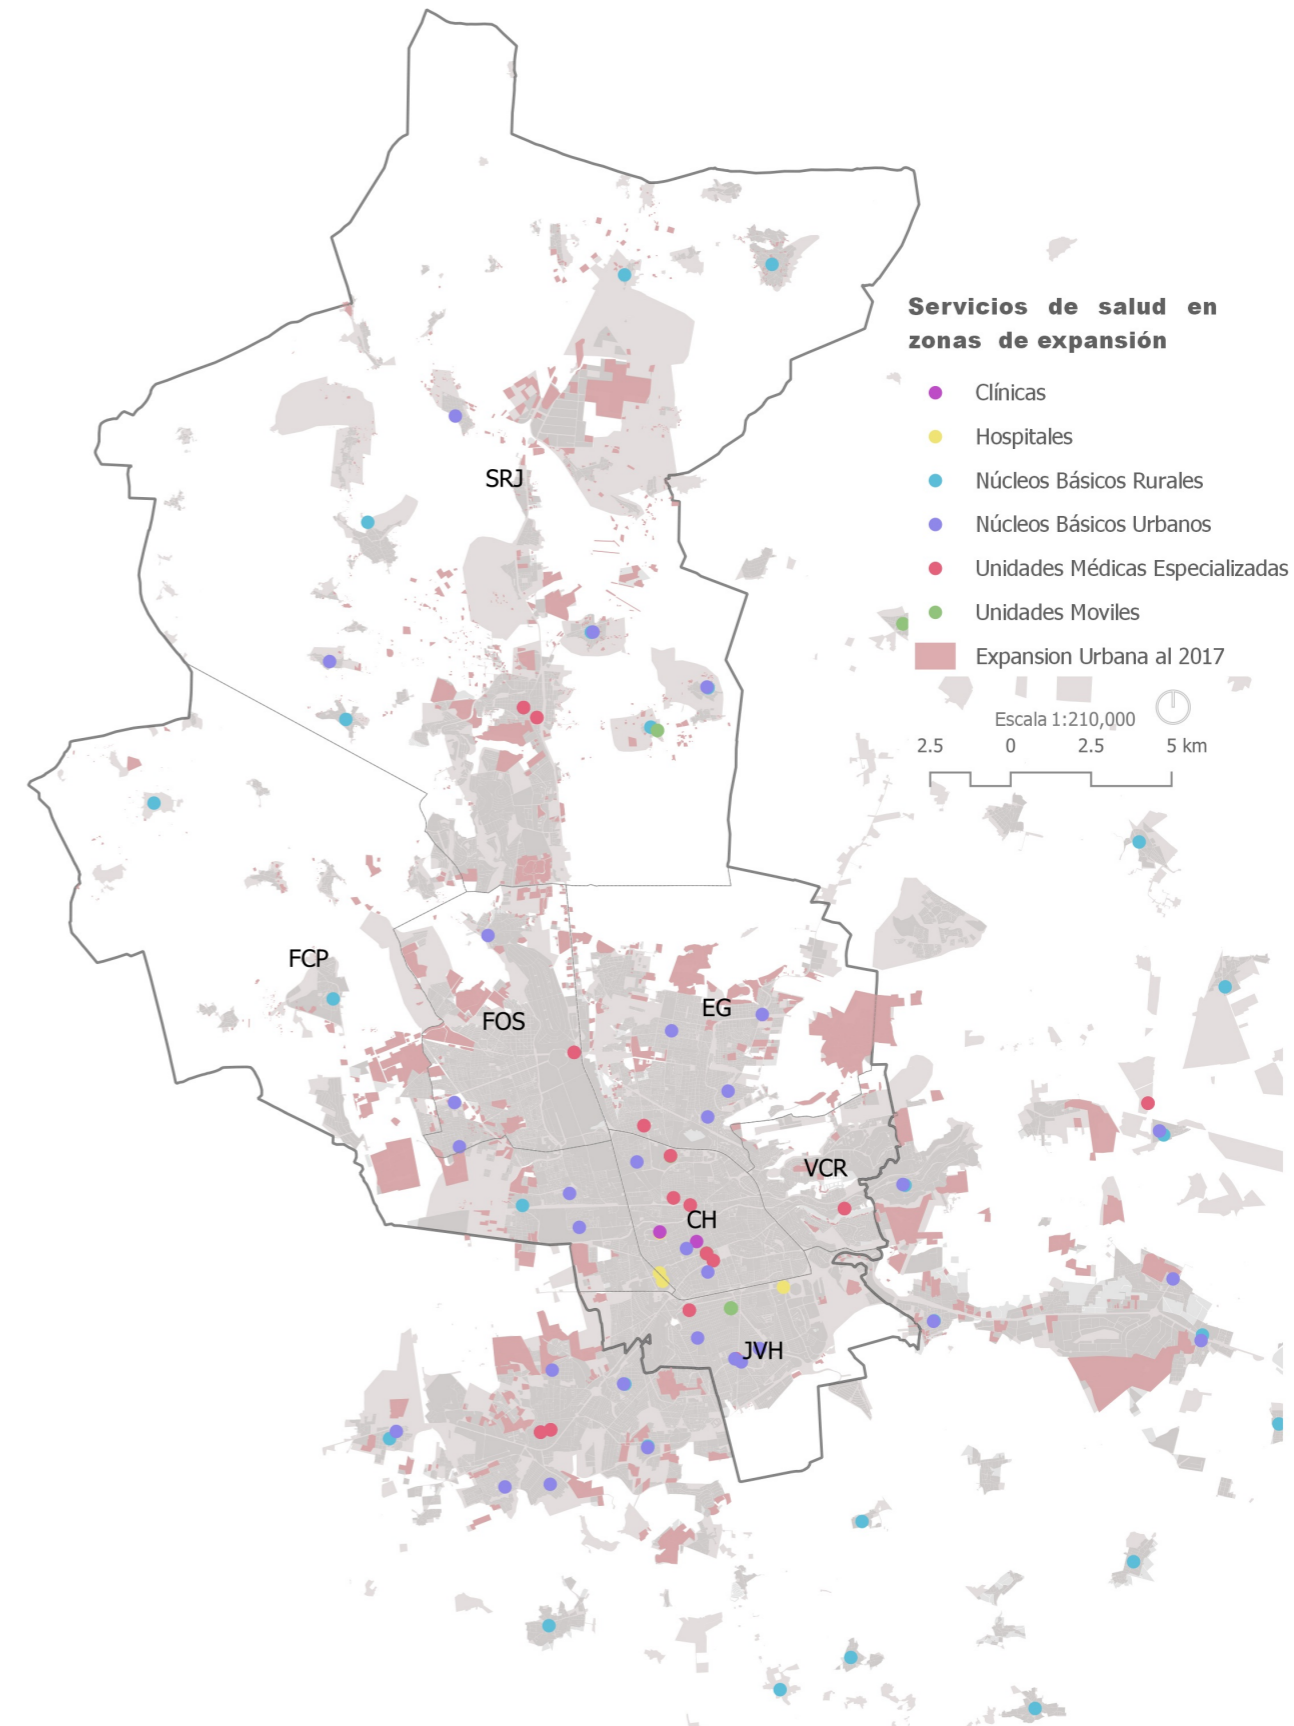 Servicios de salud en
zonas de expansión
Clínicas
Hospitales
Núcleos Básicos Rurales
SRJ
Núcleos Básicos Urbanos
Unidades Médicas Especializadas
Unidades Moviles
Expansion Urbana al 2017
Escala 1:210,000
2.5 0 2.5 5 km
FCP
EG
FOS
VCR
CH
JVH